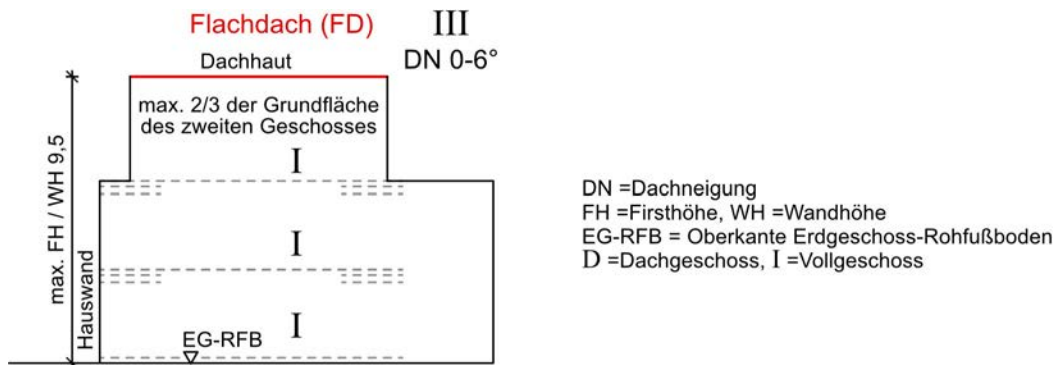 Flachdach (FD)
III
Dachhaut
DN 0-6°
max. 2/3 der Grundfläche
des zweiten Geschosses
I
max. FH / WH 9,5
Hauswand
I
I
EG-RFB
DN =Dachneigung
FH =Firsthöhe, WH =Wandhöhe
EG-RFB = Oberkante Erdgeschoss-Rohfußboden
D =Dachgeschoss, I =Vollgeschoss